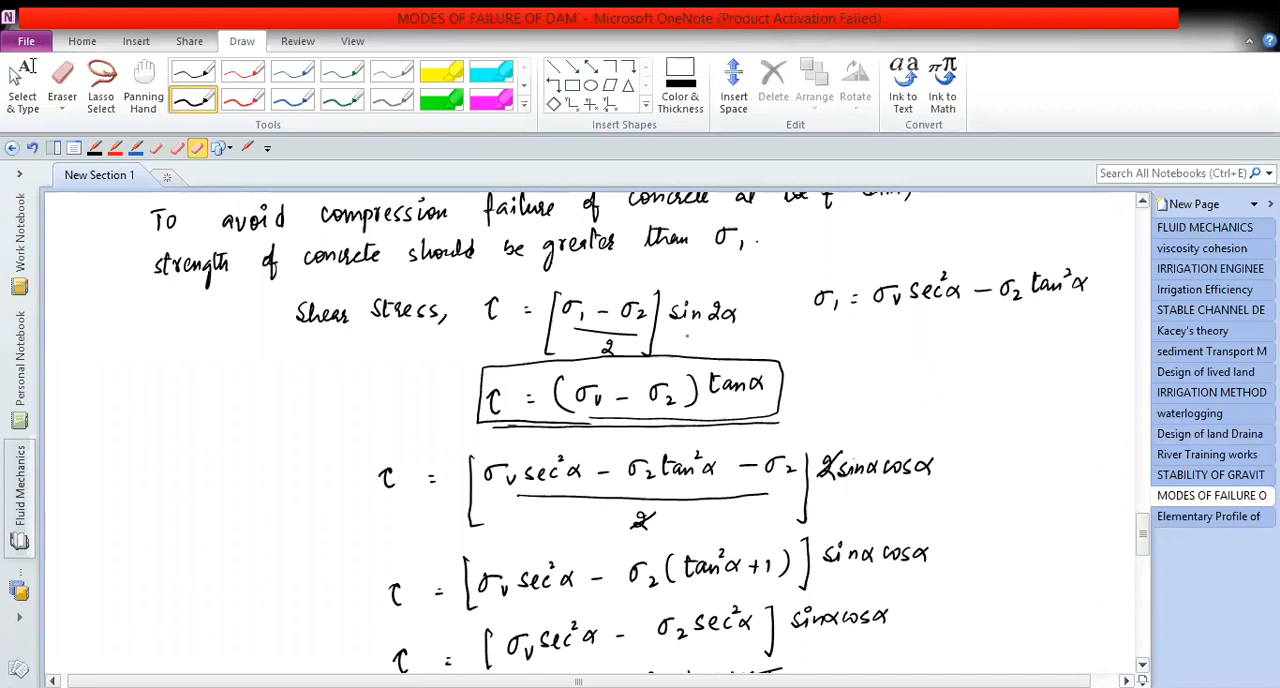 MODES OF FAILURE OF DAM - Microsoft OneNote (Product Activation Failed)
File Home Insert Share Draw Review View
Select & Type Eraser Lasso Select Panning Hand Color & Thickness Insert Space Delete Arrange Rotate Ink to Text Ink to Math
Tools Insert Shapes Edit Convert
New Section 1
Search All Notebooks (Ctrl+E)
Work Notebook
Personal Notebook
Fluid Mechanics
New Page
FLUID MECHANICS
viscosity cohesion
IRRIGATION ENGINEE
Irrigation Efficiency
STABLE CHANNEL DE
Kacey's theory
sediment Transport M
Design of lived land
IRRIGATION METHOD
waterlogging
Design of land Draina
River Training works
STABILITY OF GRAVIT
MODES OF FAILURE O
Elementary Profile of
To avoid compression failure of concrete at
strength of concrete should be greater than σ₁.
Shear stress, τ = [σ₁ - σ₂ / 2] sin2α
σ₁ = σᵥ sec²α - σ₂ tan²α
τ = (σᵥ - σ₂) tanα
τ = [σᵥ sec²α - σ₂ tan²α - σ₂ / 2] 2 sinα cosα
τ = [σᵥ sec²α - σ₂ (tan²α + 1)] sinα cosα
τ = [σᵥ sec²α - σ₂ sec²α] sinα cosα